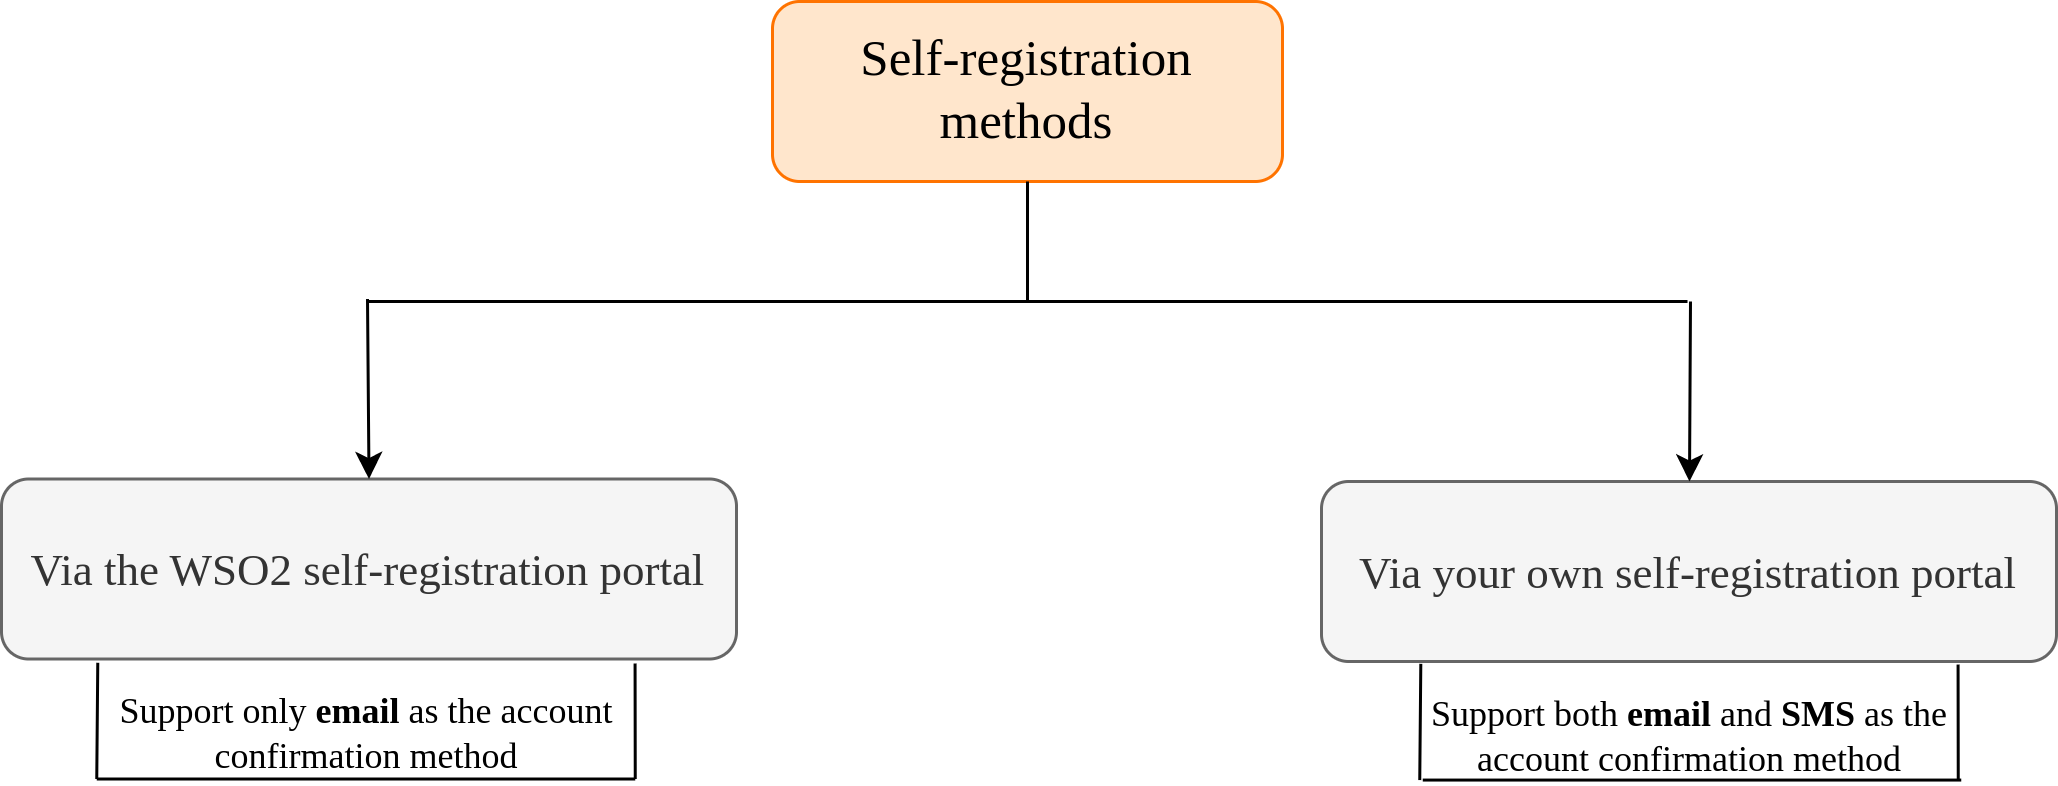 Self-registration
methods
Via the WSO2 self-registration portal
Support only email as the account
confirmation method
Via your own self-registration portal
Support both email and SMS as the
account confirmation method